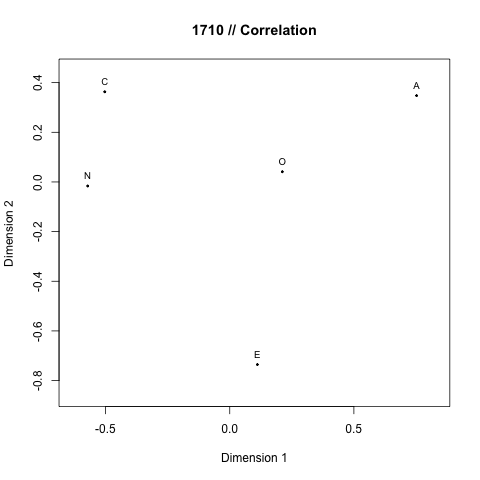 1710 // Correlation
C
A
O
N
E
Dimension 2
0.4
0.2
0.0
-0.2
-0.4
-0.6
-0.8
-0.5
0.0
0.5
Dimension 1